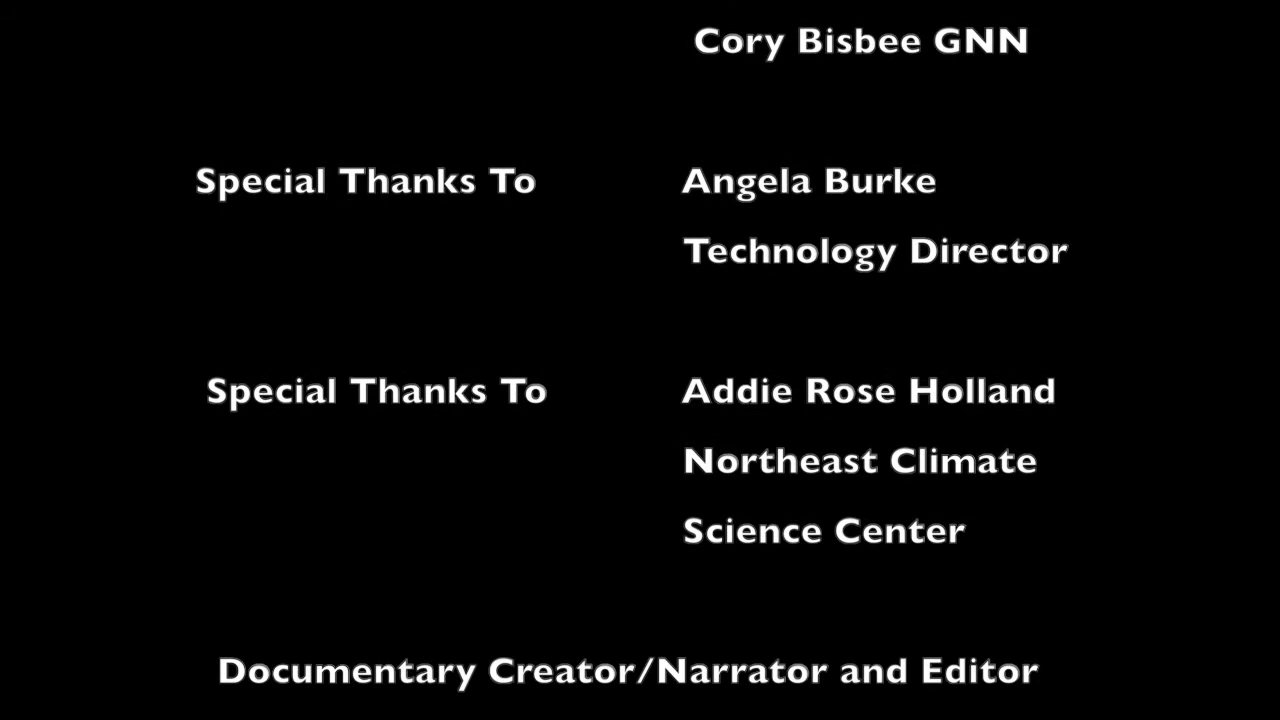 Cory Bisbee GNN
Special Thanks To Angela Burke
Technology Director
Special Thanks To Addie Rose Holland
Northeast Climate
Science Center
Documentary Creator/Narrator and Editor